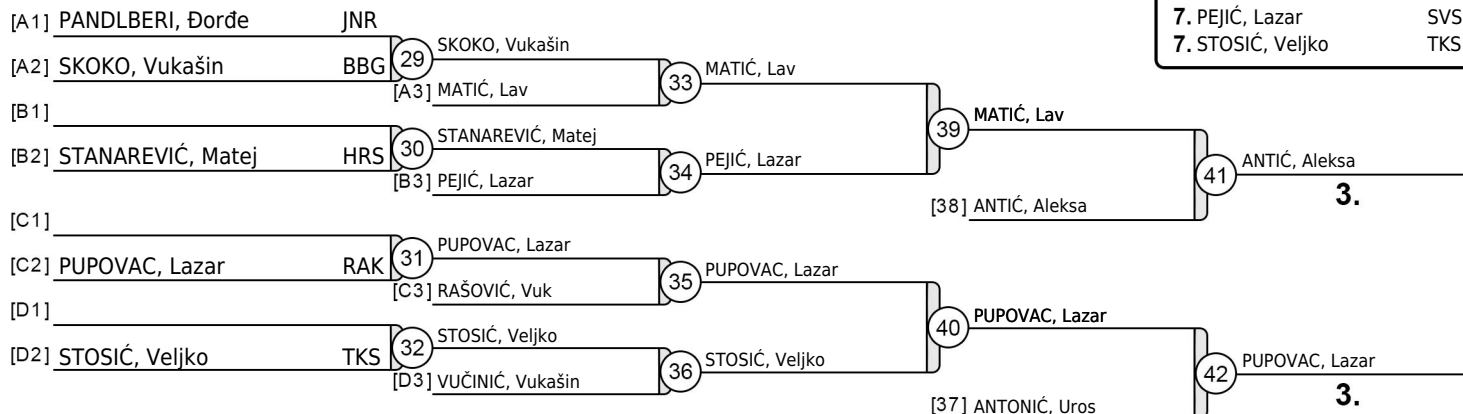 7. PEJIĆ, Lazar SVS
7. STOSIĆ, Veljko TKS
[A1] PANDLBERI, Đorđe JNR
[A2] SKOKO, Vukašin BBG
29
SKOKO, Vukašin
[A3] MATIĆ, Lav
33
MATIĆ, Lav
[B1]
[B2] STANAREVIĆ, Matej HRS
30
STANAREVIĆ, Matej
[B3] PEJIĆ, Lazar
34
PEJIĆ, Lazar
39
MATIĆ, Lav
[38] ANTIĆ, Aleksa
41
ANTIĆ, Aleksa
3.
[C1]
[C2] PUPOVAC, Lazar RAK
31
PUPOVAC, Lazar
[C3] RAŠOVIĆ, Vuk
35
PUPOVAC, Lazar
[D1]
[D2] STOSIĆ, Veljko TKS
32
STOSIĆ, Veljko
[D3] VUČINIĆ, Vukašin
36
STOSIĆ, Veljko
40
PUPOVAC, Lazar
[37] ANTONIĆ, Uros
42
PUPOVAC, Lazar
3.